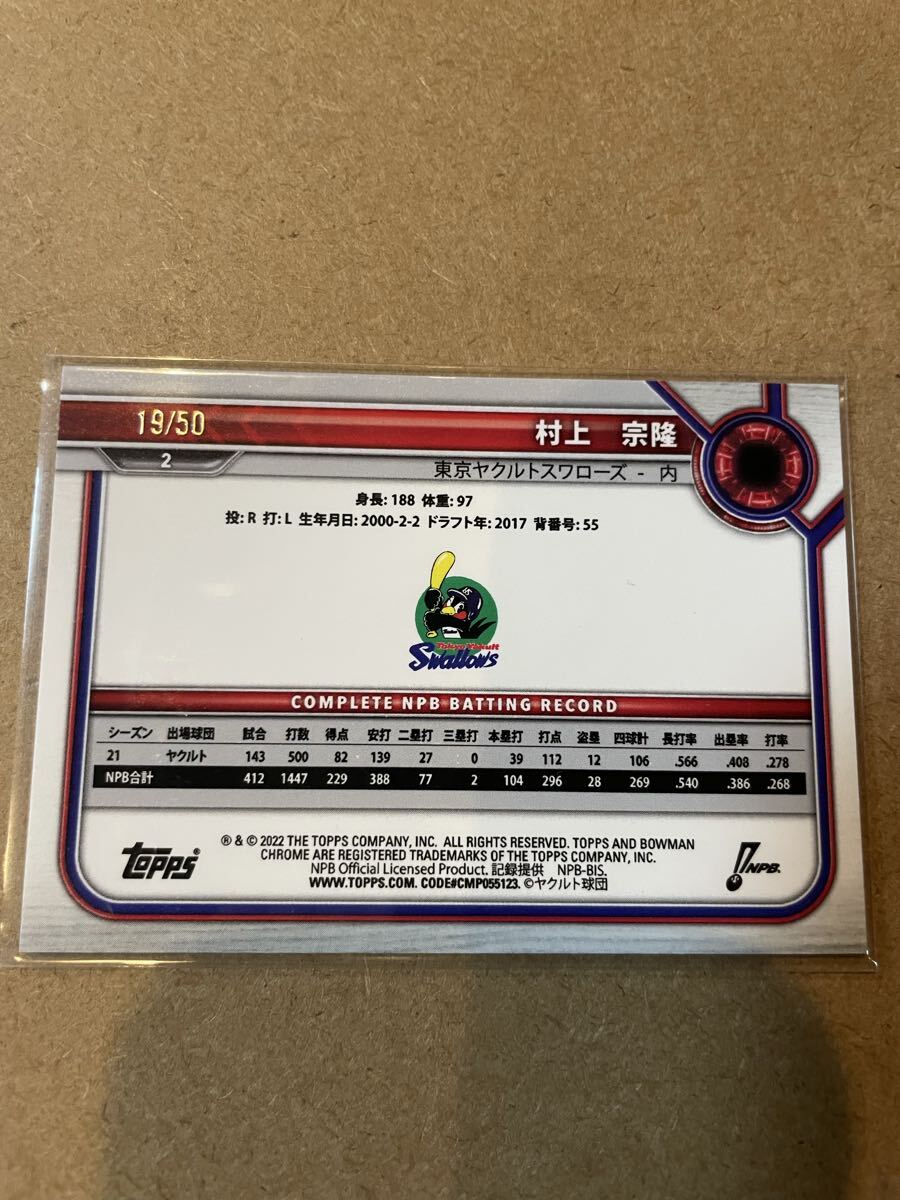 19/50
村上 宗隆
2
東京ヤクルトスワローズ - 内
身長: 188 体重: 97
投: R 打: L 生年月日: 2000-2-2 ドラフト年: 2017 背番号: 55
Tokyo Yakult
Swallows
COMPLETE NPB BATTING RECORD
シーズン 出場球団 試合 打数 得点 安打 二塁打 三塁打 本塁打 打点 盗塁 四球計 長打率 出塁率 打率
21 ヤクルト 143 500 82 139 27 0 39 112 12 106 .566 .408 .278
NPB合計 412 1447 229 388 77 2 104 296 28 269 .540 .386 .268
topps®
® & © 2022 THE TOPPS COMPANY, INC. ALL RIGHTS RESERVED. TOPPS AND BOWMAN
CHROME ARE REGISTERED TRADEMARKS OF THE TOPPS COMPANY, INC.
NPB Official Licensed Product. 記録提供 NPB-BIS.
WWW.TOPPS.COM. CODE#CMP055123. ©ヤクルト球団
NPB.